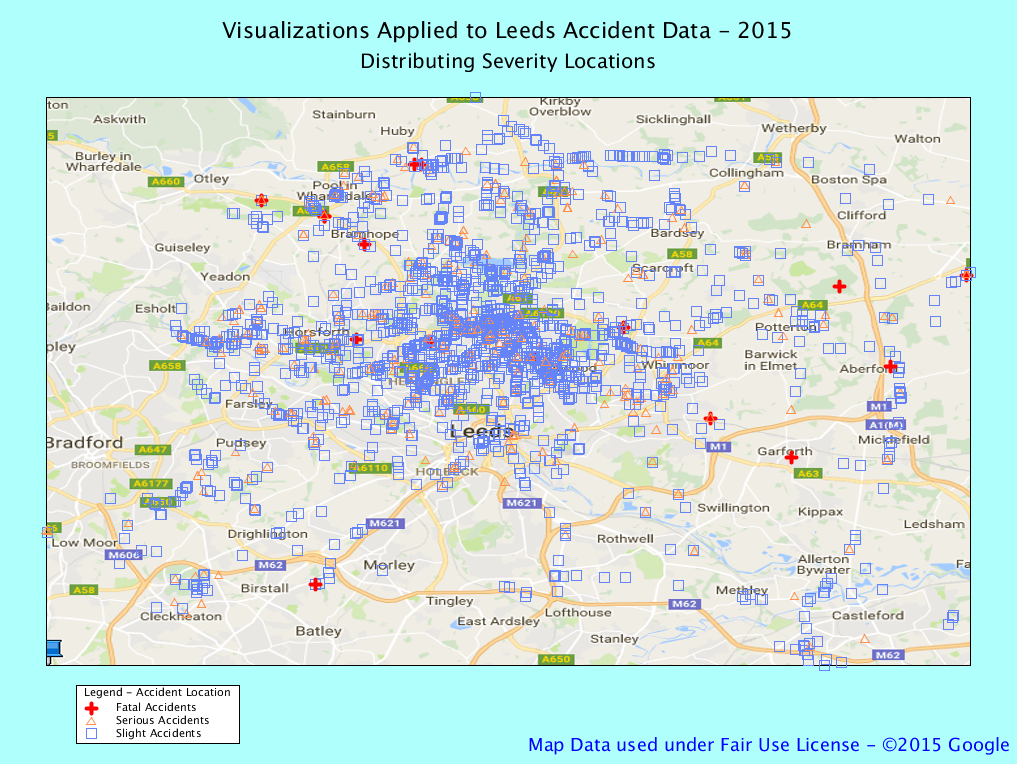 Visualizations Applied to Leeds Accident Data - 2015
Distributing Severity Locations
Askwith
Stainburn
Kirkby
Overblow
Sicklinghall
Wetherby
Huby
Walton
Burley in
Wharfedale
A658
Collingham
A660
Otley
Pool in
Wharfedale
Boston Spa
Clifford
Bramhope
Bardsey
Bramham
Guiseley
A58
Scarcroft
Yeadon
Esholt
A64
Horsforth
Potterton
A64
A658
Whinmoor
Barwick
in Elmet
Aberford
Farsley
A660
M1
Leeds
A1(M)
Bradford
Pudsey
M1
Micklefield
A647
Garforth
BROOMFIELDS
A6110
HOLBECK
A63
A6177
M621
Swillington
Kippax
M621
Ledsham
Drighlington
Rothwell
Low Moor
M606
Allerton
Bywater
M62
Morley
A58
Birstall
Methley
Tingley
M62
Cleckheaton
Lofthouse
Castleford
East Ardsley
Batley
Stanley
A650
M62
Legend - Accident Location
Fatal Accidents
Serious Accidents
Slight Accidents
Map Data used under Fair Use License - ©2015 Google